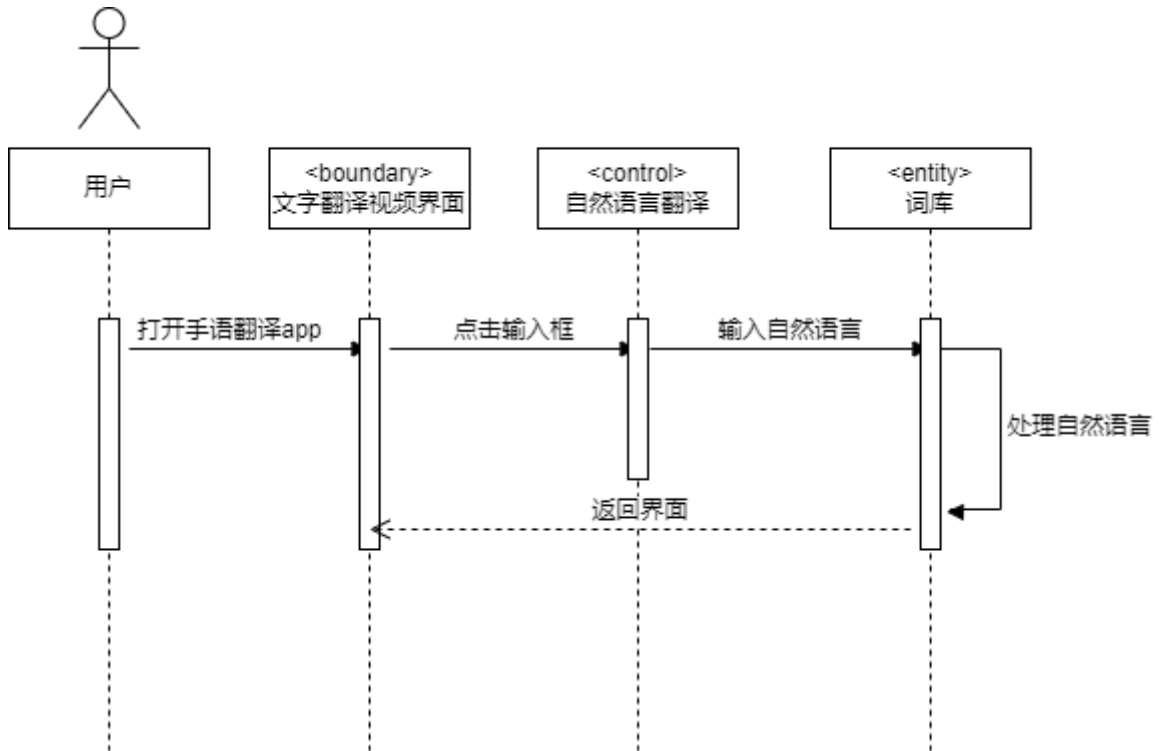 用户
<boundary>
文字翻译视频界面
<control>
自然语言翻译
<entity>
词库
打开手语翻译app
点击输入框
输入自然语言
处理自然语言
返回界面